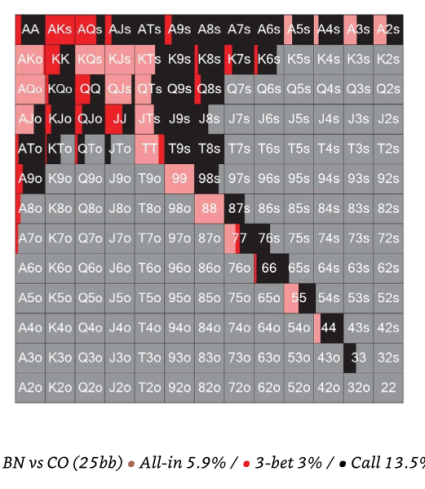 AA AKs AQs AJs ATs A9s A8s A7s A6s A5s A4s A3s A2s
AKo KK KQs KJs KTs K9s K8s K7s K6s K5s K4s K3s K2s
AQo KQo QQ QJs QTs Q9s Q8s Q7s Q6s Q5s Q4s Q3s Q2s
AJo KJo QJo JJ JTs J9s J8s J7s J6s J5s J4s J3s J2s
ATo KTo QTo JTo TT T9s T8s T7s T6s T5s T4s T3s T2s
A9o K9o Q9o J9o T9o 99 98s 97s 96s 95s 94s 93s 92s
A8o K8o Q8o J8o T8o 98o 88 87s 86s 85s 84s 83s 82s
A7o K7o Q7o J7o T7o 97o 87o 77 76s 75s 74s 73s 72s
A6o K6o Q6o J6o T6o 96o 86o 76o 66 65s 64s 63s 62s
A5o K5o Q5o J5o T5o 95o 85o 75o 65o 55 54s 53s 52s
A4o K4o Q4o J4o T4o 94o 84o 74o 64o 54o 44 43s 42s
A3o K3o Q3o J3o T3o 93o 83o 73o 63o 53o 43o 33 32s
A2o K2o Q2o J2o T2o 92o 82o 72o 62o 52o 42o 32o 22
BN vs CO (25bb) • All-in 5.9% / • 3-bet 3% / • Call 13.5%